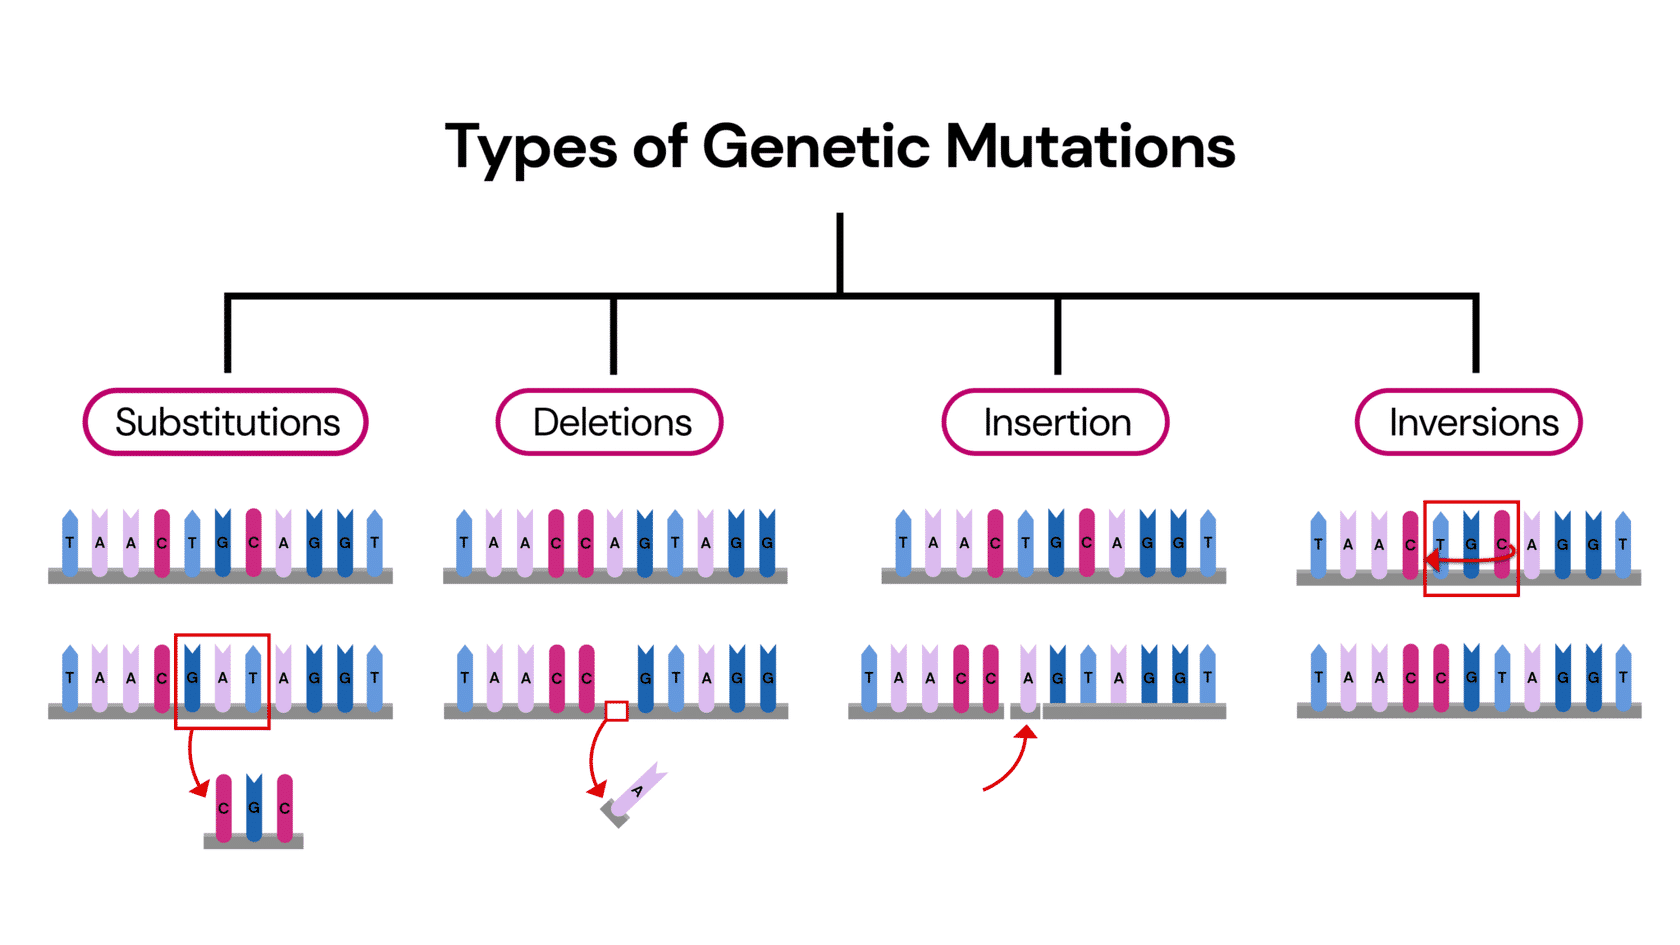 Types of Genetic Mutations
Substitutions
Deletions
Insertion
Inversions
T A A C T G C A G G T
T A A C C A G T A G G
T A A C T G C A G G T
T A A C T G C A G G T
T A A C G A T A G G T
T A A C C G T A G G
T A A C C A G T A G G T
T A A C C G T A G G T
C G C
A